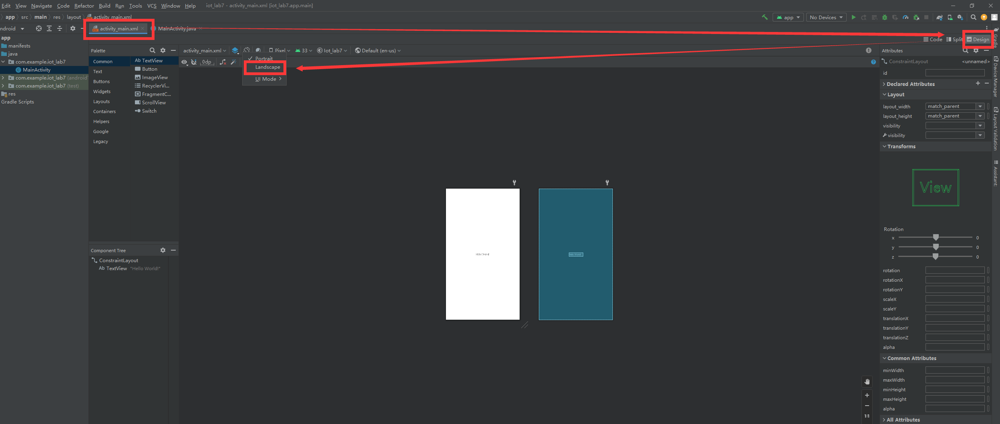 Edit View Navigate Code Refactor Build Run Tools VCS Window Help iot_lab7 - activity_main.xml [iot_lab7.app.main]
app src main res layout activity_main.xml
app No Devices
ndroid activity_main.xml MainActivity.java
Code Split Design
app
manifests
java
com.example.iot_lab7
MainActivity
com.example.iot_lab7 (android
com.example.iot_lab7 (test)
res
Gradle Scripts
Palette
Common
Text
Buttons
Widgets
Layouts
Containers
Helpers
Google
Legacy
Ab TextView
Button
ImageView
RecyclerVi...
FragmentC...
ScrollView
Switch
activity_main.xml Pixel 33 Iot_lab7 Default (en-us)
0dp
Portrait
Landscape
UI Mode
Component Tree
ConstraintLayout
Ab TextView "Hello World!"
Hello World!
Hello World!
Attributes
ConstraintLayout <unnamed>
id
Declared Attributes
Layout
layout_width match_parent
layout_height match_parent
visibility
visibility
Transforms
View
Rotation
x 0
y 0
z 0
rotation
rotationX
rotationY
scaleX
scaleY
translationX
translationY
translationZ
alpha
Common Attributes
minWidth
maxWidth
minHeight
maxHeight
alpha
All Attributes
1:1
Gradle
Device Manager
Layout Validation
Assistant: